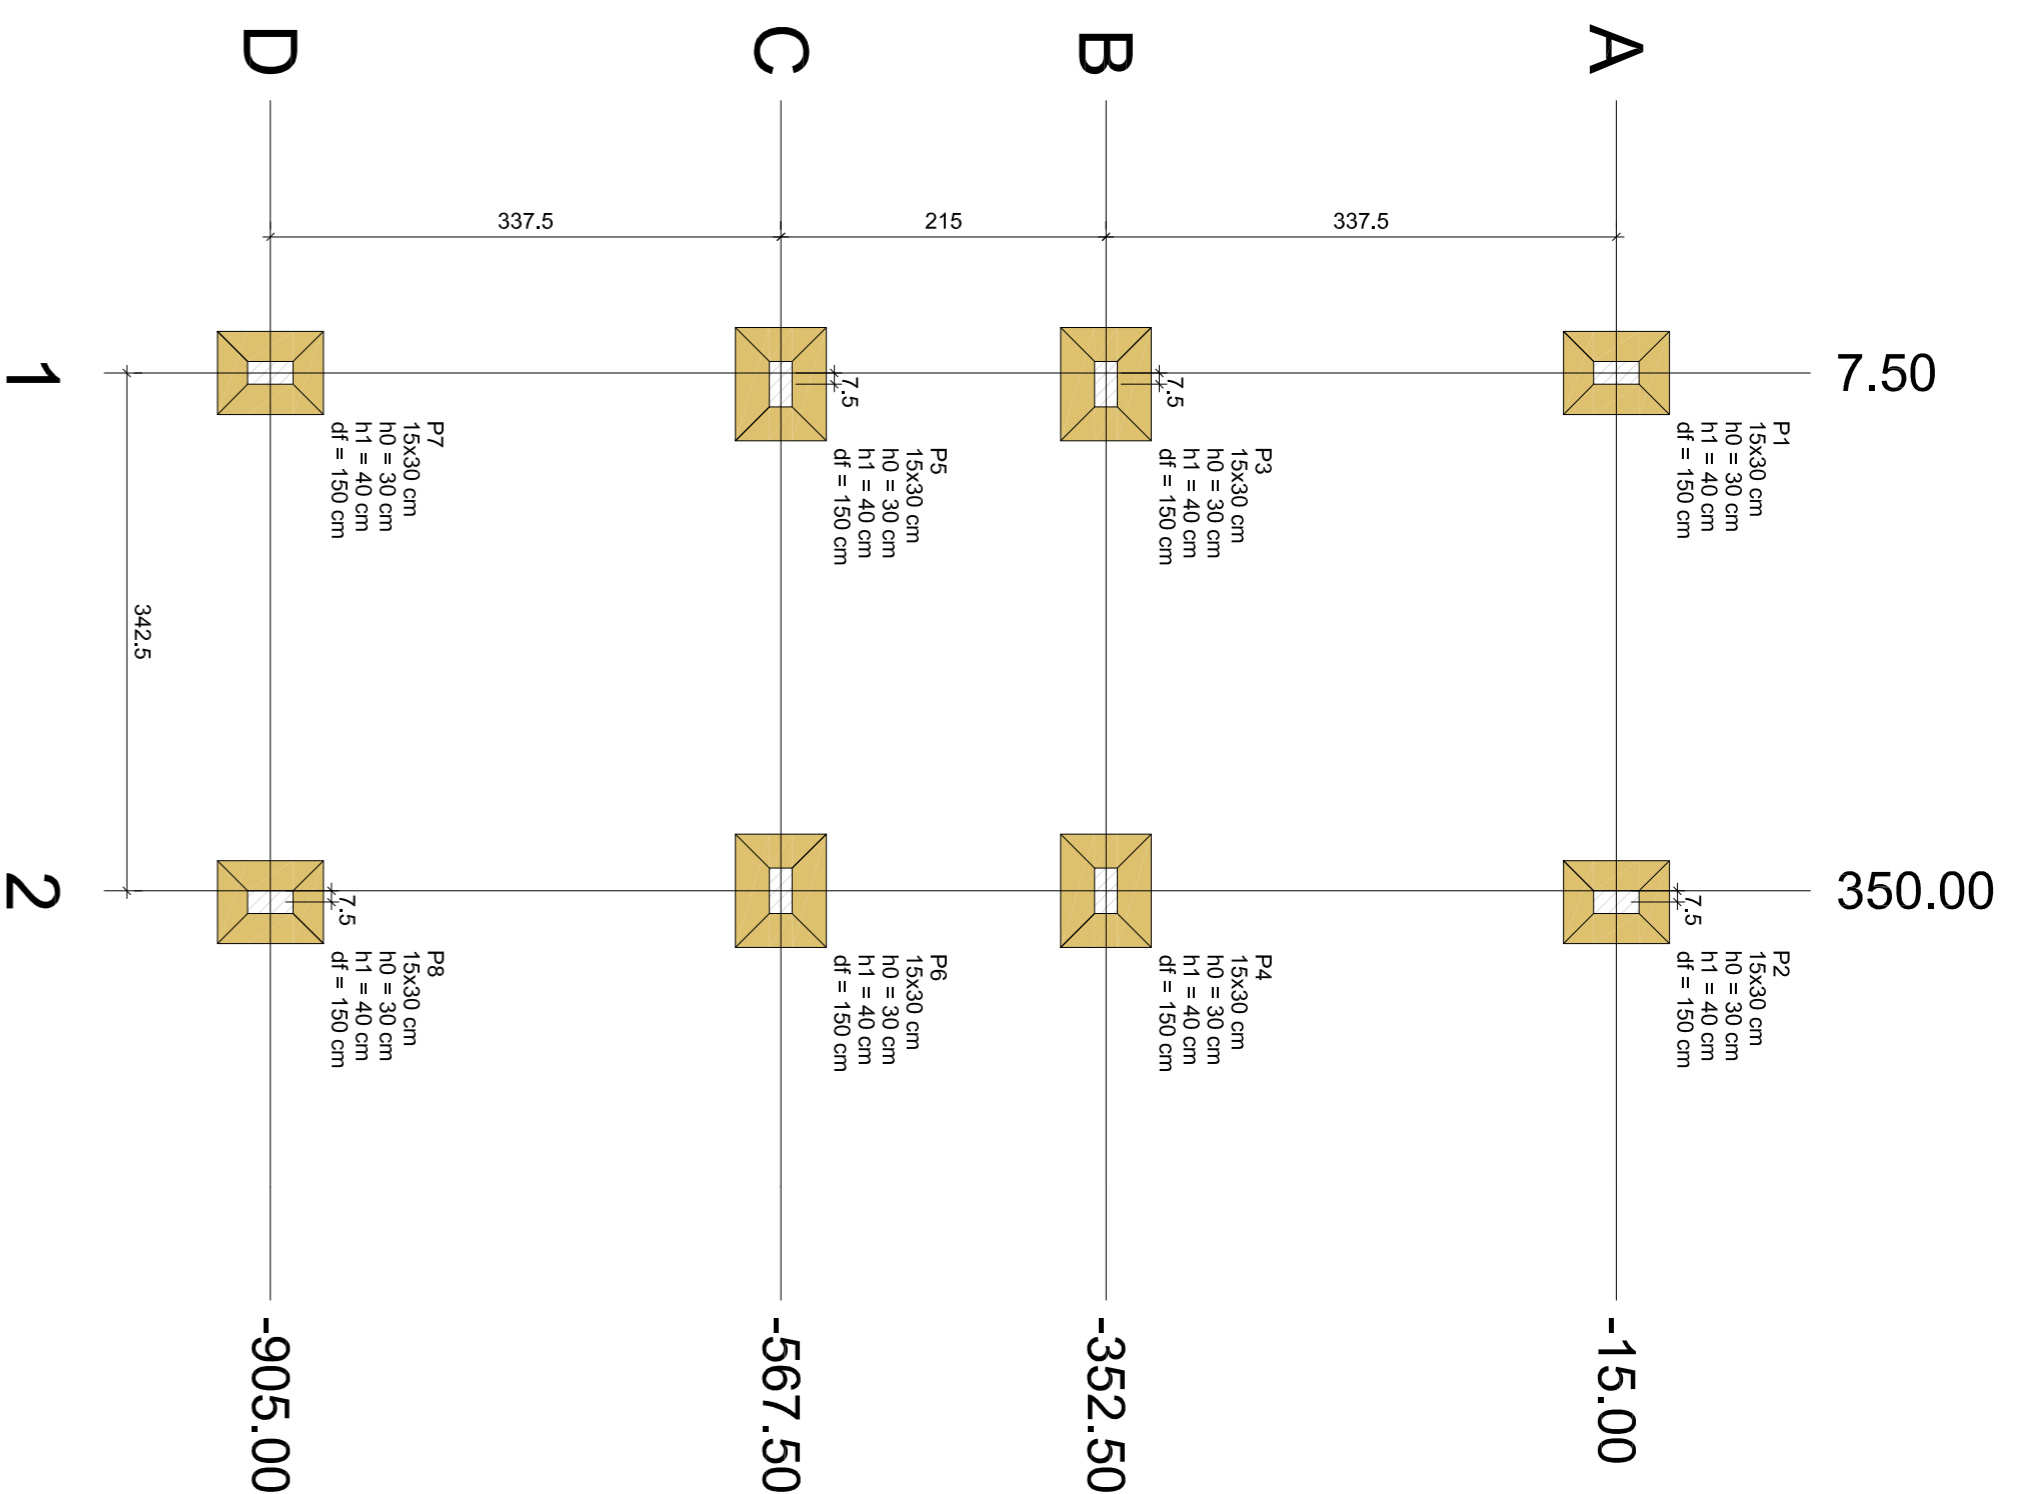 D
C
B
A
337.5
215
337.5
1
7.50
7.5
7.5
P7
15x30 cm
h0 = 30 cm
h1 = 40 cm
df = 150 cm
P5
15x30 cm
h0 = 30 cm
h1 = 40 cm
df = 150 cm
P3
15x30 cm
h0 = 30 cm
h1 = 40 cm
df = 150 cm
P1
15x30 cm
h0 = 30 cm
h1 = 40 cm
df = 150 cm
342.5
2
350.00
7.5
7.5
P8
15x30 cm
h0 = 30 cm
h1 = 40 cm
df = 150 cm
P6
15x30 cm
h0 = 30 cm
h1 = 40 cm
df = 150 cm
P4
15x30 cm
h0 = 30 cm
h1 = 40 cm
df = 150 cm
P2
15x30 cm
h0 = 30 cm
h1 = 40 cm
df = 150 cm
-905.00
-567.50
-352.50
-15.00